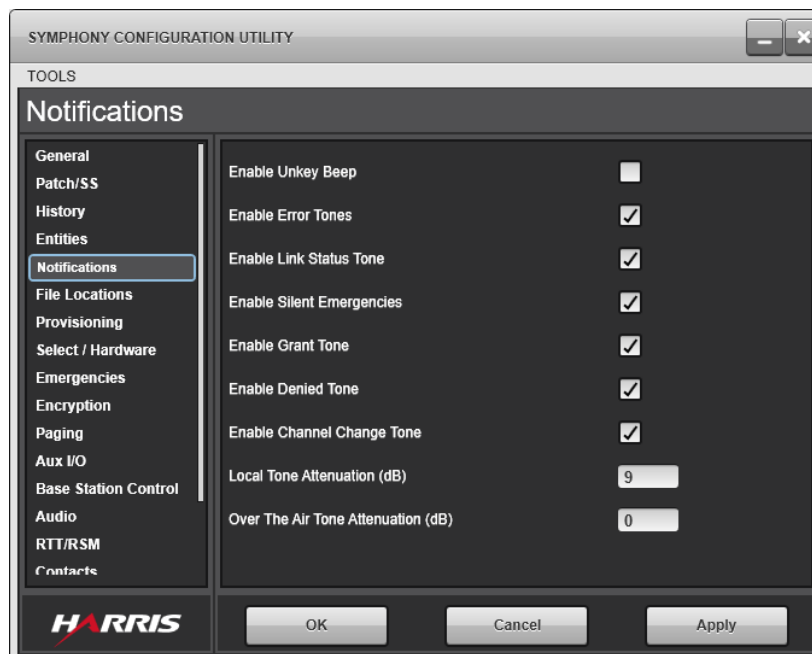 SYMPHONY CONFIGURATION UTILITY
TOOLS
Notifications
General
Patch/SS
History
Entities
Notifications
File Locations
Provisioning
Select / Hardware
Emergencies
Encryption
Paging
Aux I/O
Base Station Control
Audio
RTT/RSM
Contacts
Enable Unkey Beep
Enable Error Tones
Enable Link Status Tone
Enable Silent Emergencies
Enable Grant Tone
Enable Denied Tone
Enable Channel Change Tone
Local Tone Attenuation (dB) 9
Over The Air Tone Attenuation (dB) 0
HARRIS
OK Cancel Apply